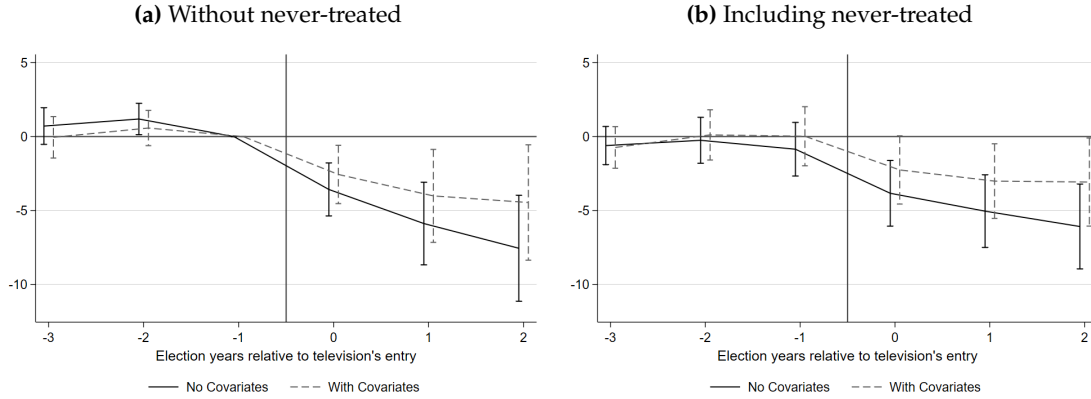 (a) Without never-treated
5
0
-5
-10
-3 -2 -1 0 1 2
Election years relative to television's entry
No Covariates With Covariates
(b) Including never-treated
5
0
-5
-10
-3 -2 -1 0 1 2
Election years relative to television's entry
No Covariates With Covariates